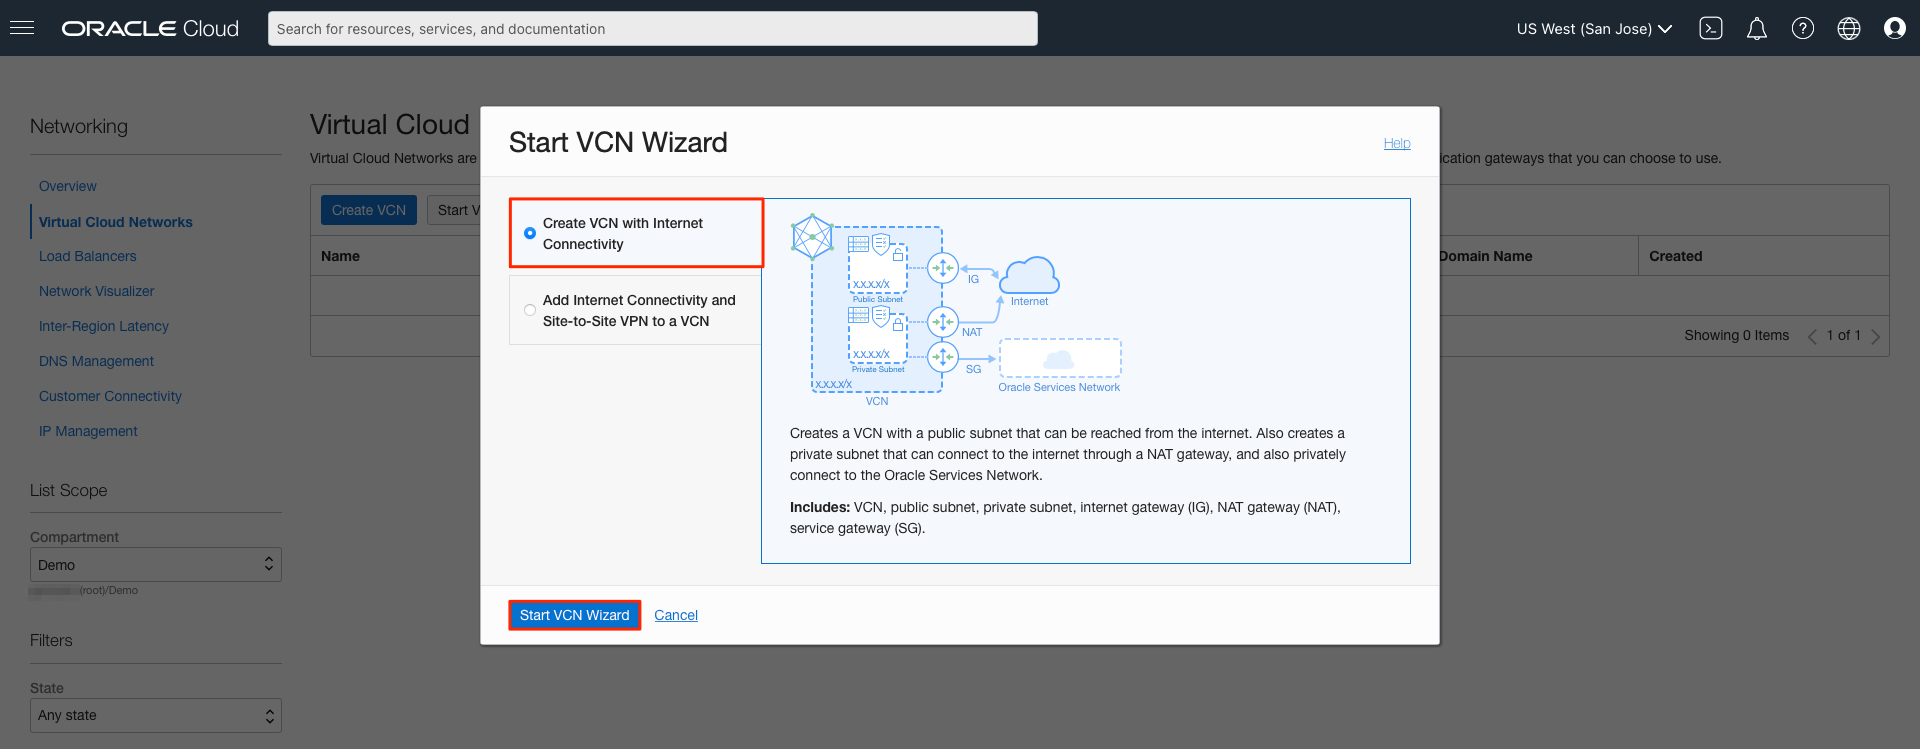 ORACLE Cloud
Search for resources, services, and documentation
US West (San Jose)
Networking
Overview
Virtual Cloud Networks
Load Balancers
Network Visualizer
Inter-Region Latency
DNS Management
Customer Connectivity
IP Management
List Scope
Compartment
Demo
(root)/Demo
Filters
State
Any state
Virtual Cloud
Virtual Cloud Networks are
ication gateways that you can choose to use.
Create VCN
Start V
Name
Domain Name
Created
Showing 0 Items
1 of 1
Start VCN Wizard
Help
Create VCN with Internet
Connectivity
Add Internet Connectivity and
Site-to-Site VPN to a VCN
x.x.x.x/x
Public Subnet
IG
Internet
NAT
x.x.x.x/x
Private Subnet
SG
Oracle Services Network
x.x.x.x/x
VCN
Creates a VCN with a public subnet that can be reached from the internet. Also creates a
private subnet that can connect to the internet through a NAT gateway, and also privately
connect to the Oracle Services Network.
Includes: VCN, public subnet, private subnet, internet gateway (IG), NAT gateway (NAT),
service gateway (SG).
Start VCN Wizard
Cancel